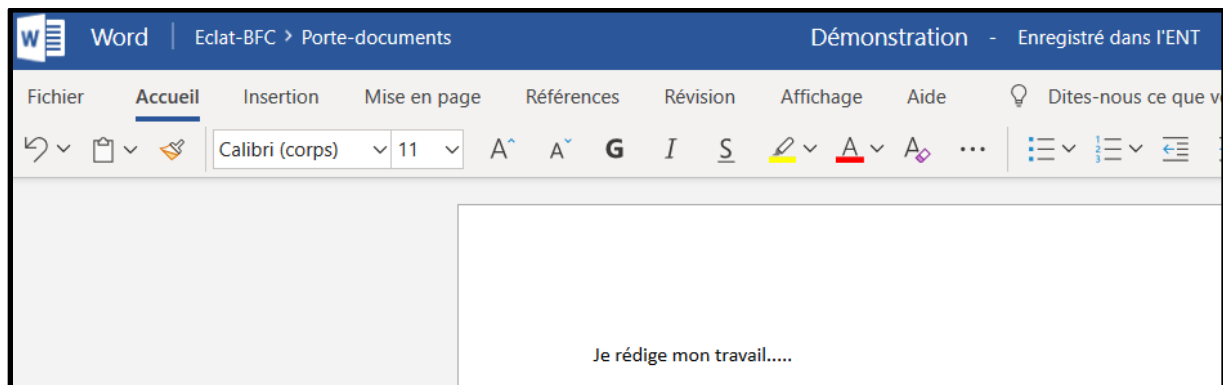 W Word | Eclat-BFC > Porte-documents Démonstration - Enregistré dans l'ENT
Fichier Accueil Insertion Mise en page Références Révision Affichage Aide Dites-nous ce que
Calibri (corps) 11 A A G I S A A ...
Je rédige mon travail.....